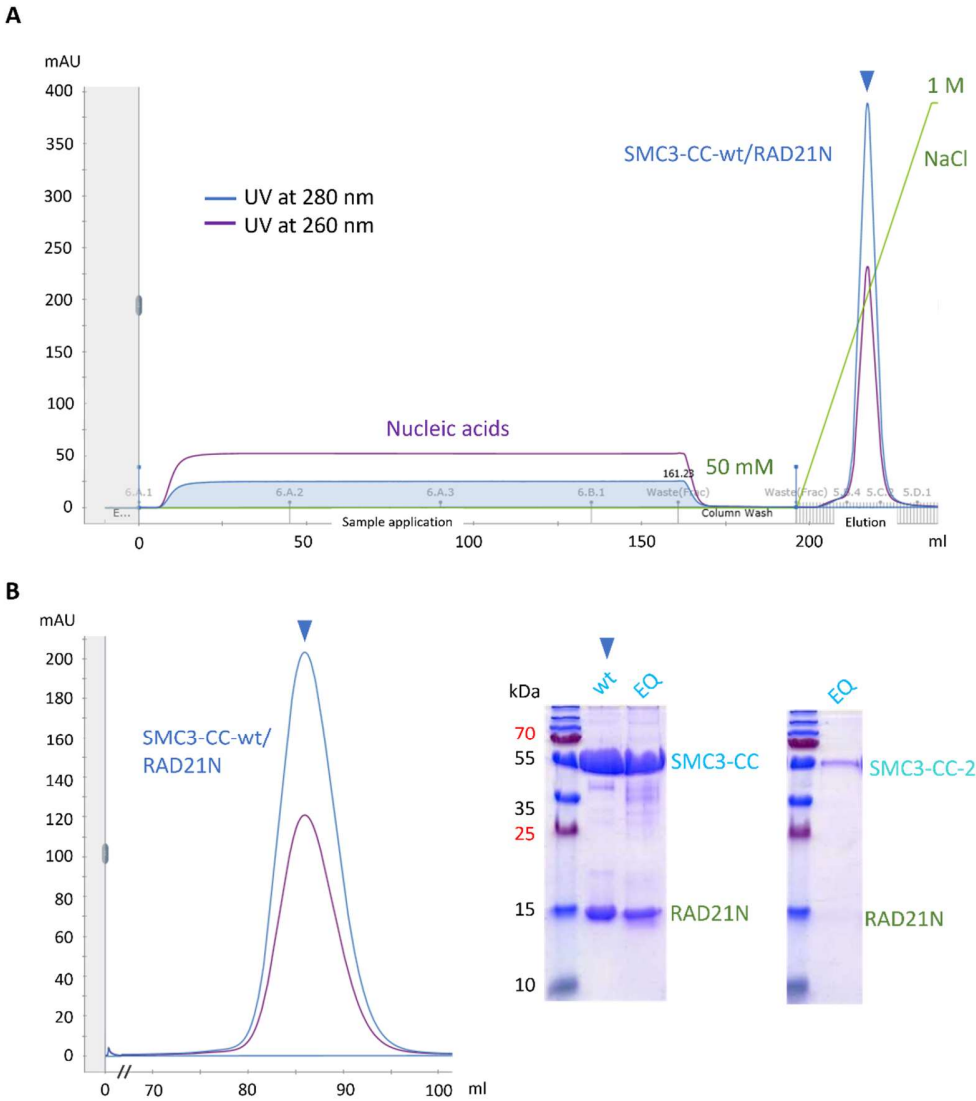 A
mAU
400
350
300
250
200
150
100
50
0
UV at 280 nm
UV at 260 nm
SMC3-CC-wt/RAD21N
1 M
NaCl
Nucleic acids
50 mM
161.23
6.A.1
6.A.2
6.A.3
6.B.1
Waste(Frac)
Waste(Frac)
5.C.2
5.D.1
E...
Sample application
Column Wash
Elution
0
50
100
150
200
ml
B
mAU
200
180
160
140
120
100
80
60
40
20
0
SMC3-CC-wt/
RAD21N
0 // 70 80 90 100 ml
kDa
wt
EQ
EQ
70
55
35
25
15
10
SMC3-CC
RAD21N
SMC3-CC-2
RAD21N